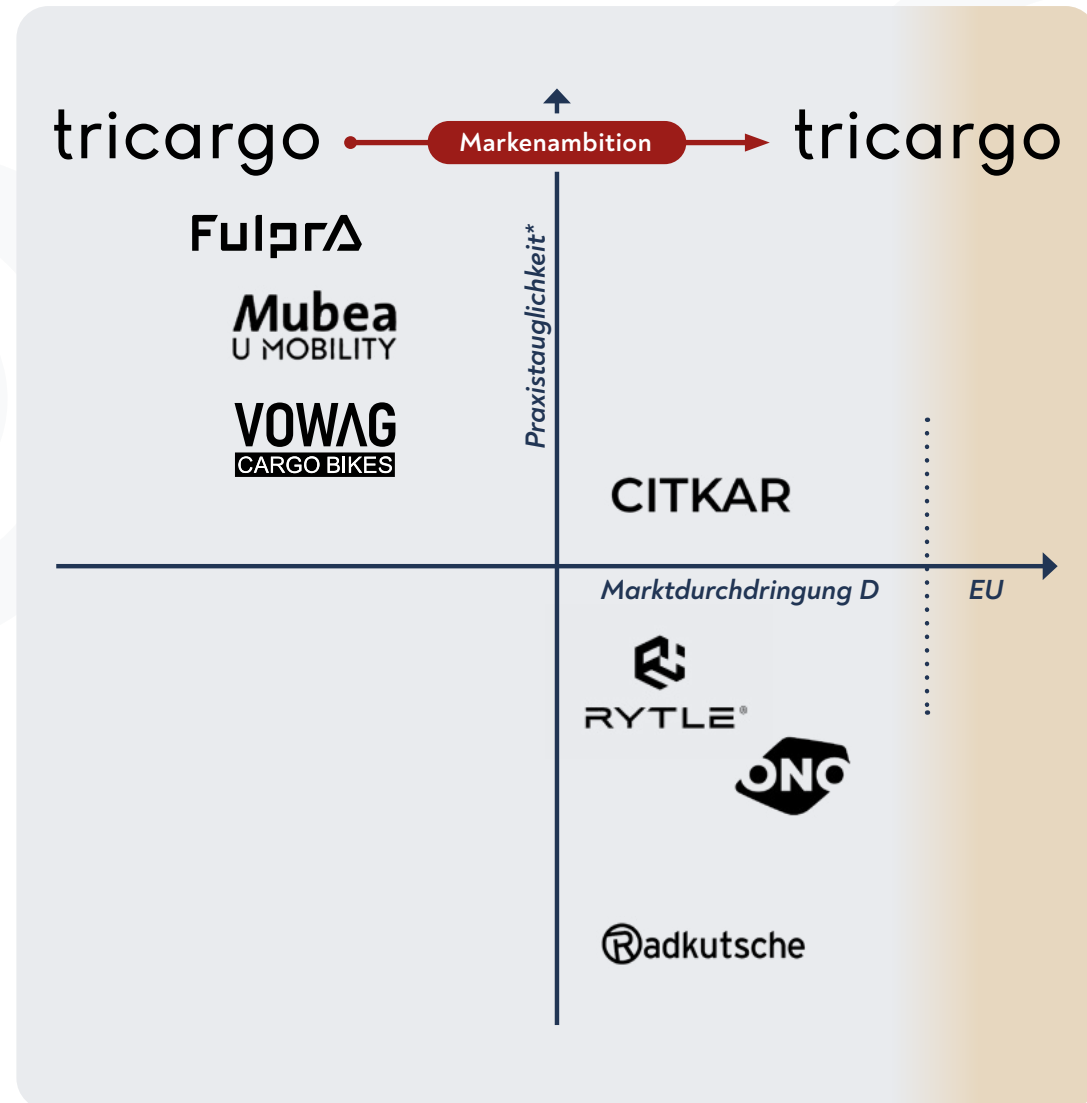 tricargo
Markenambition
tricargo
FulprA
Mubea
U MOBILITY
VOWAG
CARGO BIKES
Praxistauglichkeit*
CITKAR
Marktdurchdringung D
EU
RYTLE®
ONO
Radkutsche